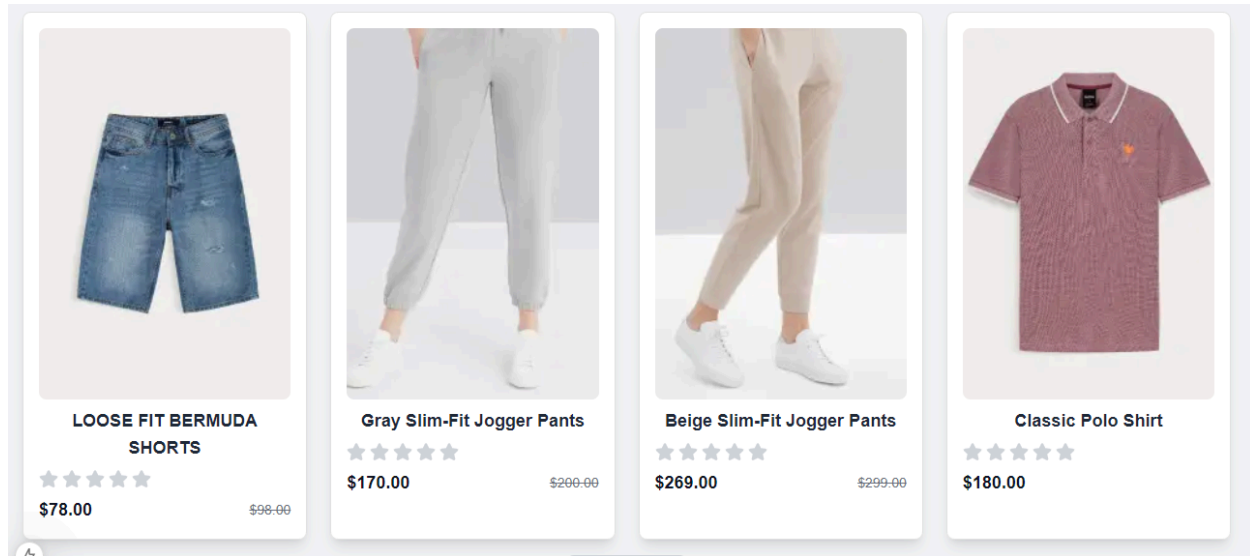 LOOSE FIT BERMUDA
SHORTS
$78.00 $98.00
Gray Slim-Fit Jogger Pants
$170.00 $200.00
Beige Slim-Fit Jogger Pants
$269.00 $299.00
Classic Polo Shirt
$180.00